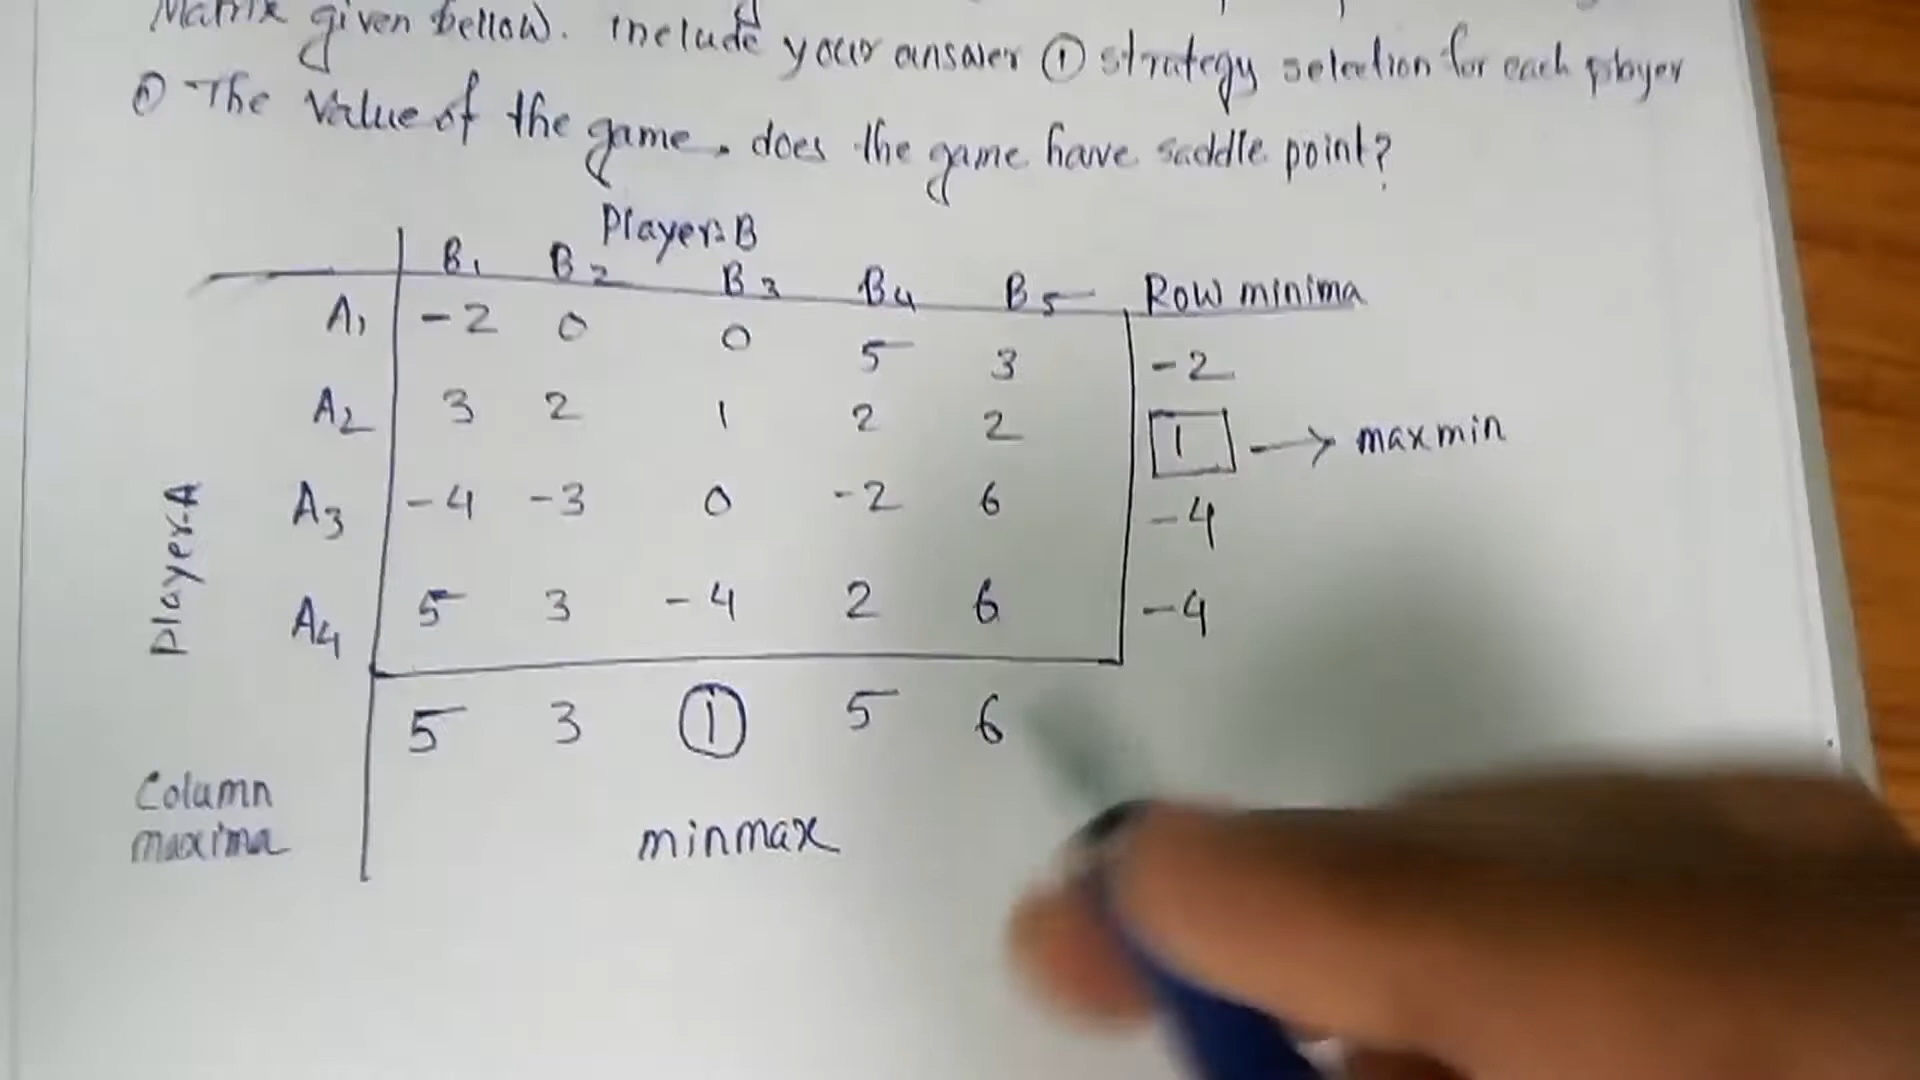 Matrix given bellow. Include your answer ① strategy selection for each player
⑪ The value of the game. does the game have saddle point?
Player-B
B1 B2 B3 B4 B5 Row minima
A1 -2 0 0 5 3 -2
A2 3 2 1 2 2 1 → maxmin
A3 -4 -3 0 -2 6 -4
A4 5 3 -4 2 6 -4
Player-A
5 3 1 5 6
Column
maxima
minmax